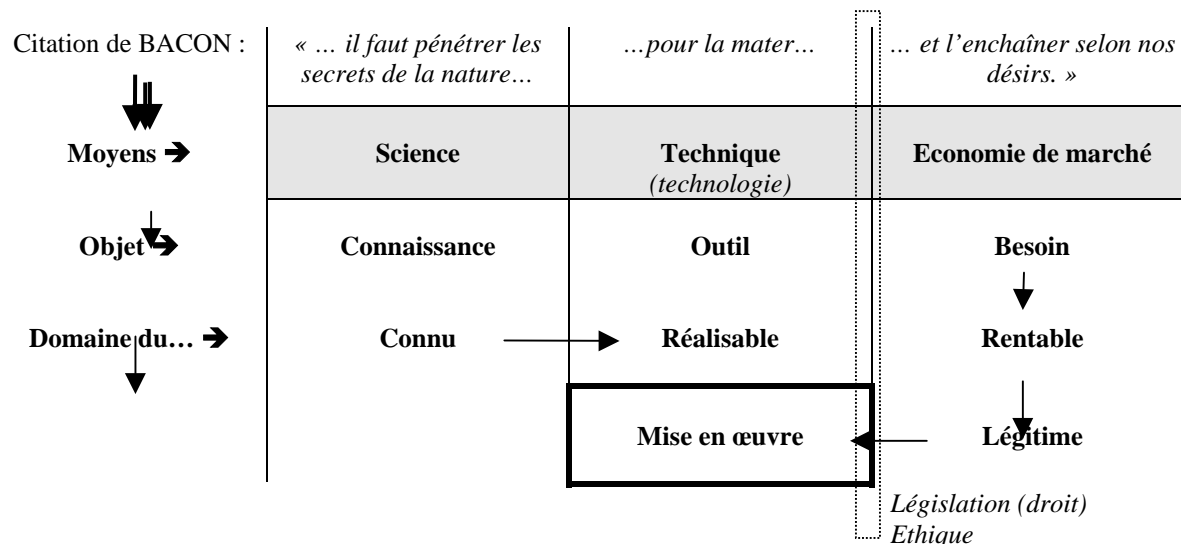 Citation de BACON :
« … il faut pénétrer les
secrets de la nature…
…pour la mater…
… et l'enchaîner selon nos
désirs. »
Moyens ➔
Science
Technique
(technologie)
Economie de marché
Objet ➔
Connaissance
Outil
Besoin
Domaine du… ➔
Connu
Réalisable
Rentable
Mise en œuvre
Légitime
Législation (droit)
Ethique